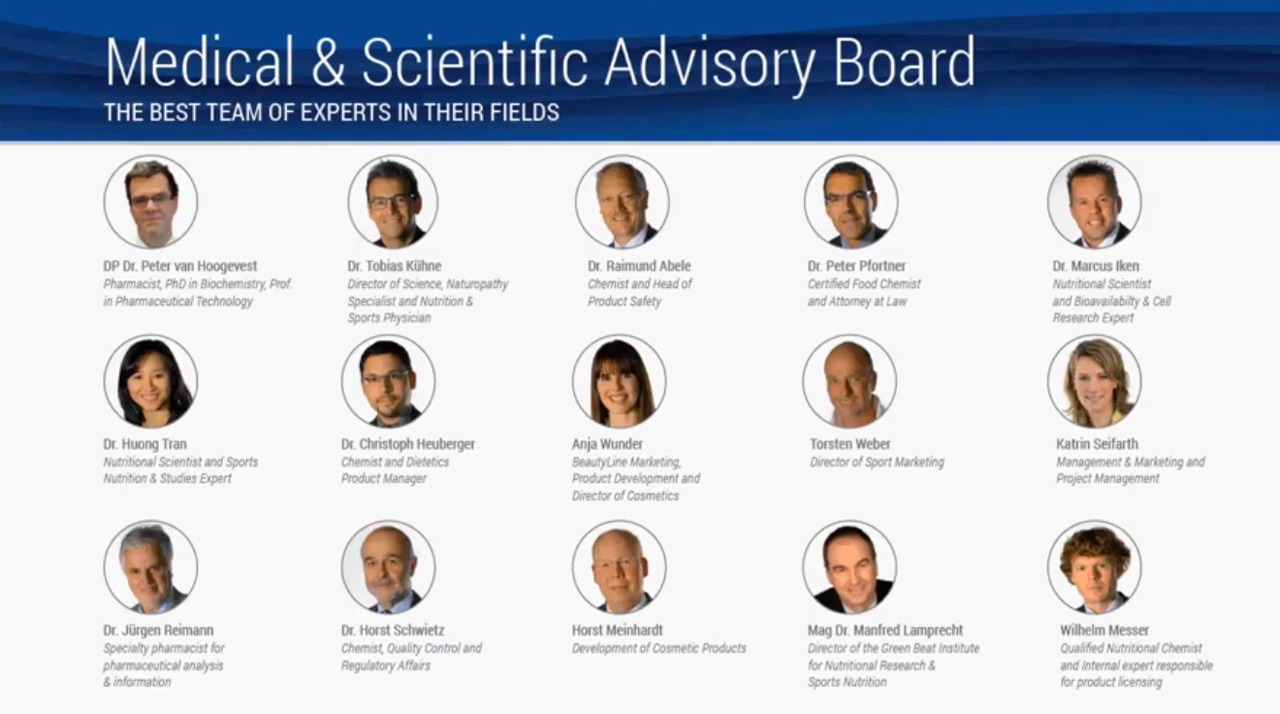 Medical & Scientific Advisory Board
THE BEST TEAM OF EXPERTS IN THEIR FIELDS
DP Dr. Peter van Hoogevest
Pharmacist, PhD in Biochemistry, Prof.
in Pharmaceutical Technology
Dr. Tobias Kühne
Director of Science, Naturopathy
Specialist and Nutrition &
Sports Physician
Dr. Raimund Abele
Chemist and Head of
Product Safety
Dr. Peter Pfortner
Certified Food Chemist
and Attorney at Law
Dr. Marcus Iken
Nutritional Scientist
and Bioavailabilty & Cell
Research Expert
Dr. Huong Tran
Nutritional Scientist and Sports
Nutrition & Studies Expert
Dr. Christoph Heuberger
Chemist and Dietetics
Product Manager
Anja Wunder
BeautyLine Marketing,
Product Development and
Director of Cosmetics
Torsten Weber
Director of Sport Marketing
Katrin Seifarth
Management & Marketing and
Project Management
Dr. Jürgen Reimann
Specialty pharmacist for
pharmaceutical analysis
& information
Dr. Horst Schwietz
Chemist, Quality Control and
Regulatory Affairs
Horst Meinhardt
Development of Cosmetic Products
Mag Dr. Manfred Lamprecht
Director of the Green Beat Institute
for Nutritional Research &
Sports Nutrition
Wilhelm Messer
Qualified Nutritional Chemist
and Internal expert responsible
for product licensing